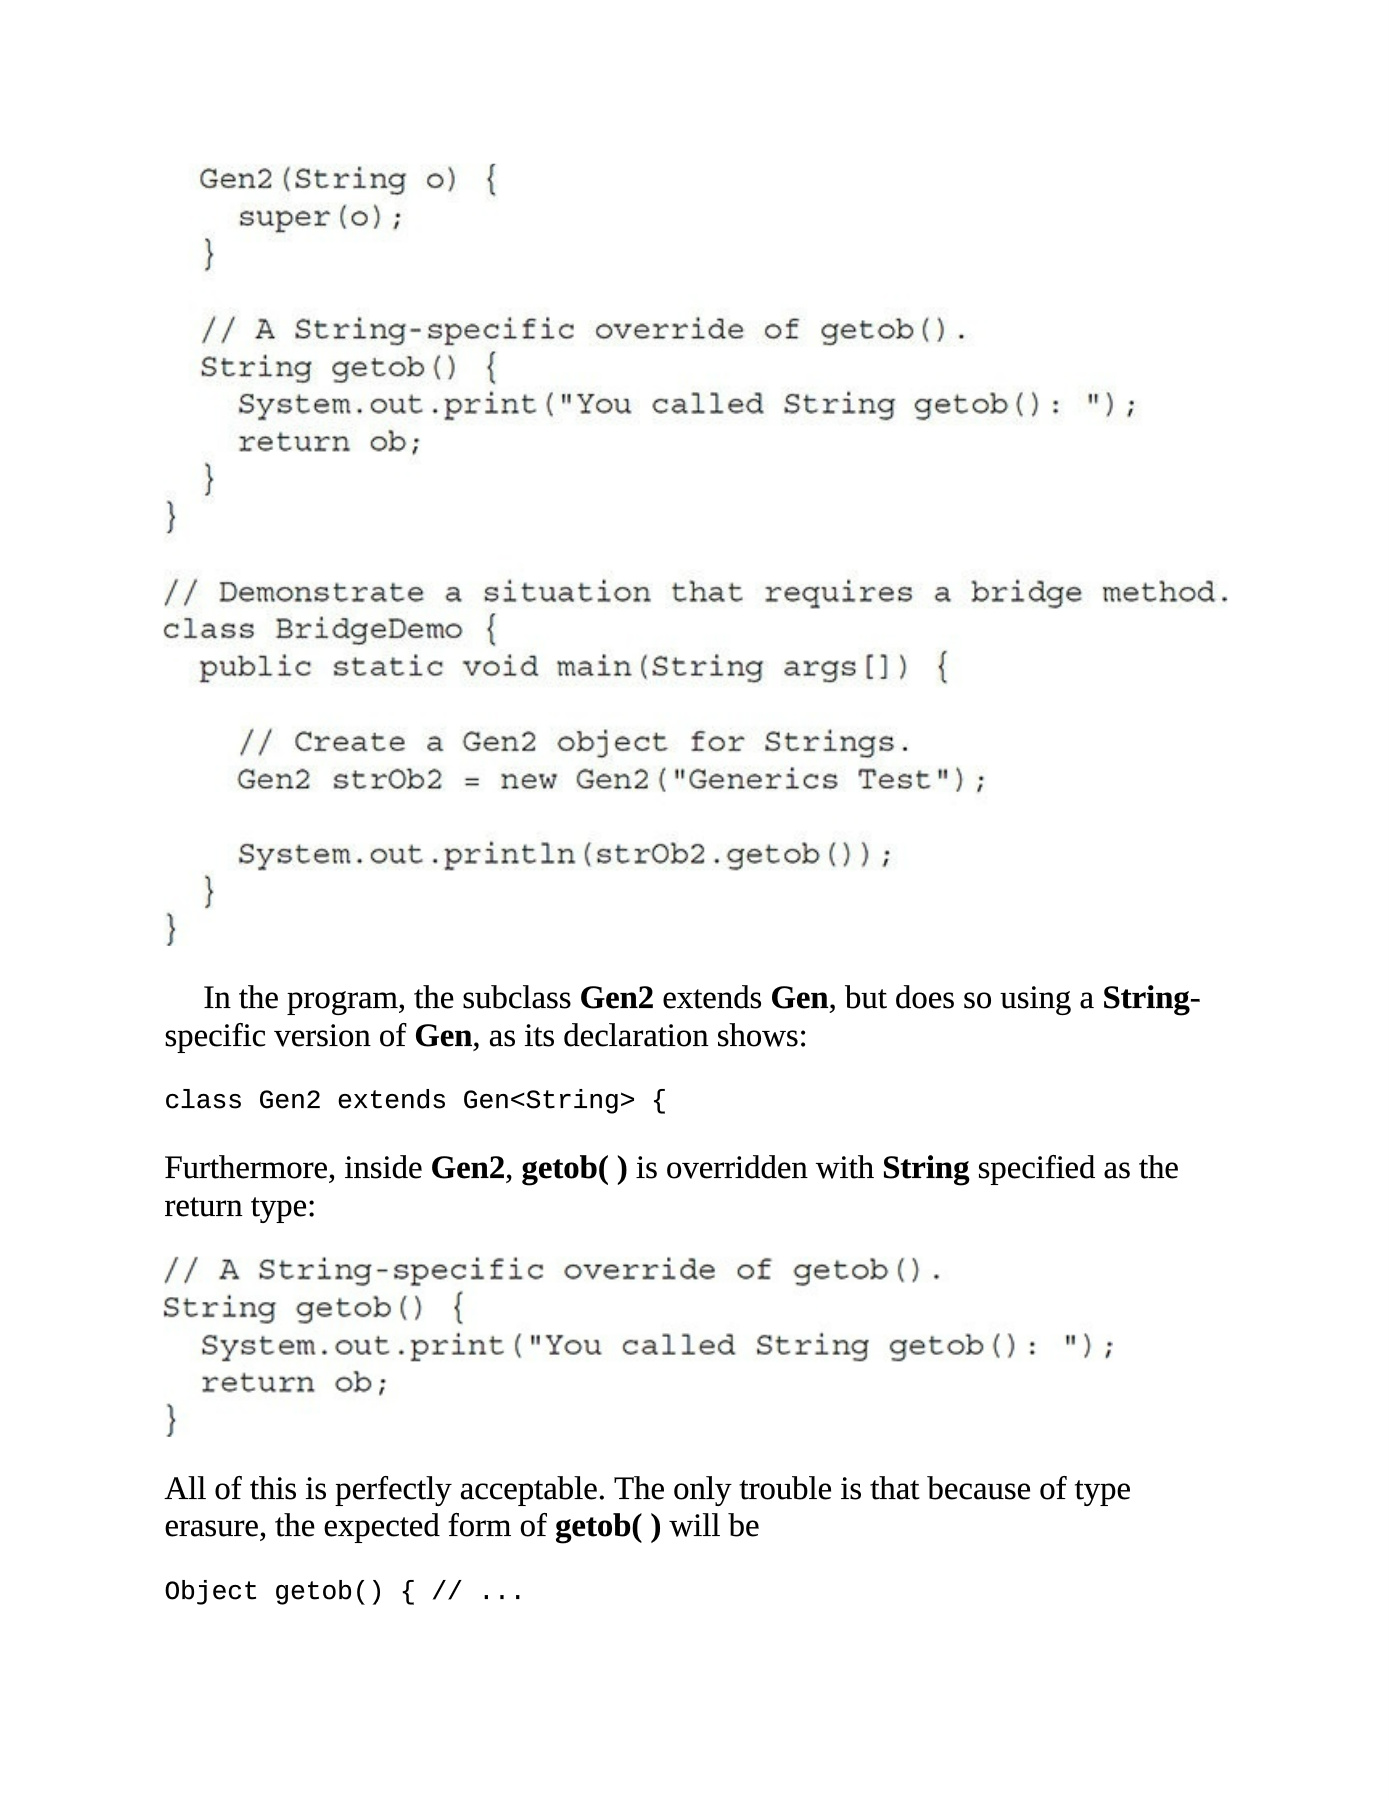 Gen2(String o) {
super(o);
}
// A String-specific override of getob().
String getob() {
System.out.print("You called String getob(): ");
return ob;
}
}
// Demonstrate a situation that requires a bridge method.
class BridgeDemo {
public static void main(String args[]) {
// Create a Gen2 object for Strings.
Gen2 strOb2 = new Gen2("Generics Test");
System.out.println(strOb2.getob());
}
}
In the program, the subclass Gen2 extends Gen, but does so using a String-
specific version of Gen, as its declaration shows:
class Gen2 extends Gen<String> {
Furthermore, inside Gen2, getob( ) is overridden with String specified as the
return type:
// A String-specific override of getob().
String getob() {
System.out.print("You called String getob(): ");
return ob;
}
All of this is perfectly acceptable. The only trouble is that because of type
erasure, the expected form of getob( ) will be
Object getob() { // ...